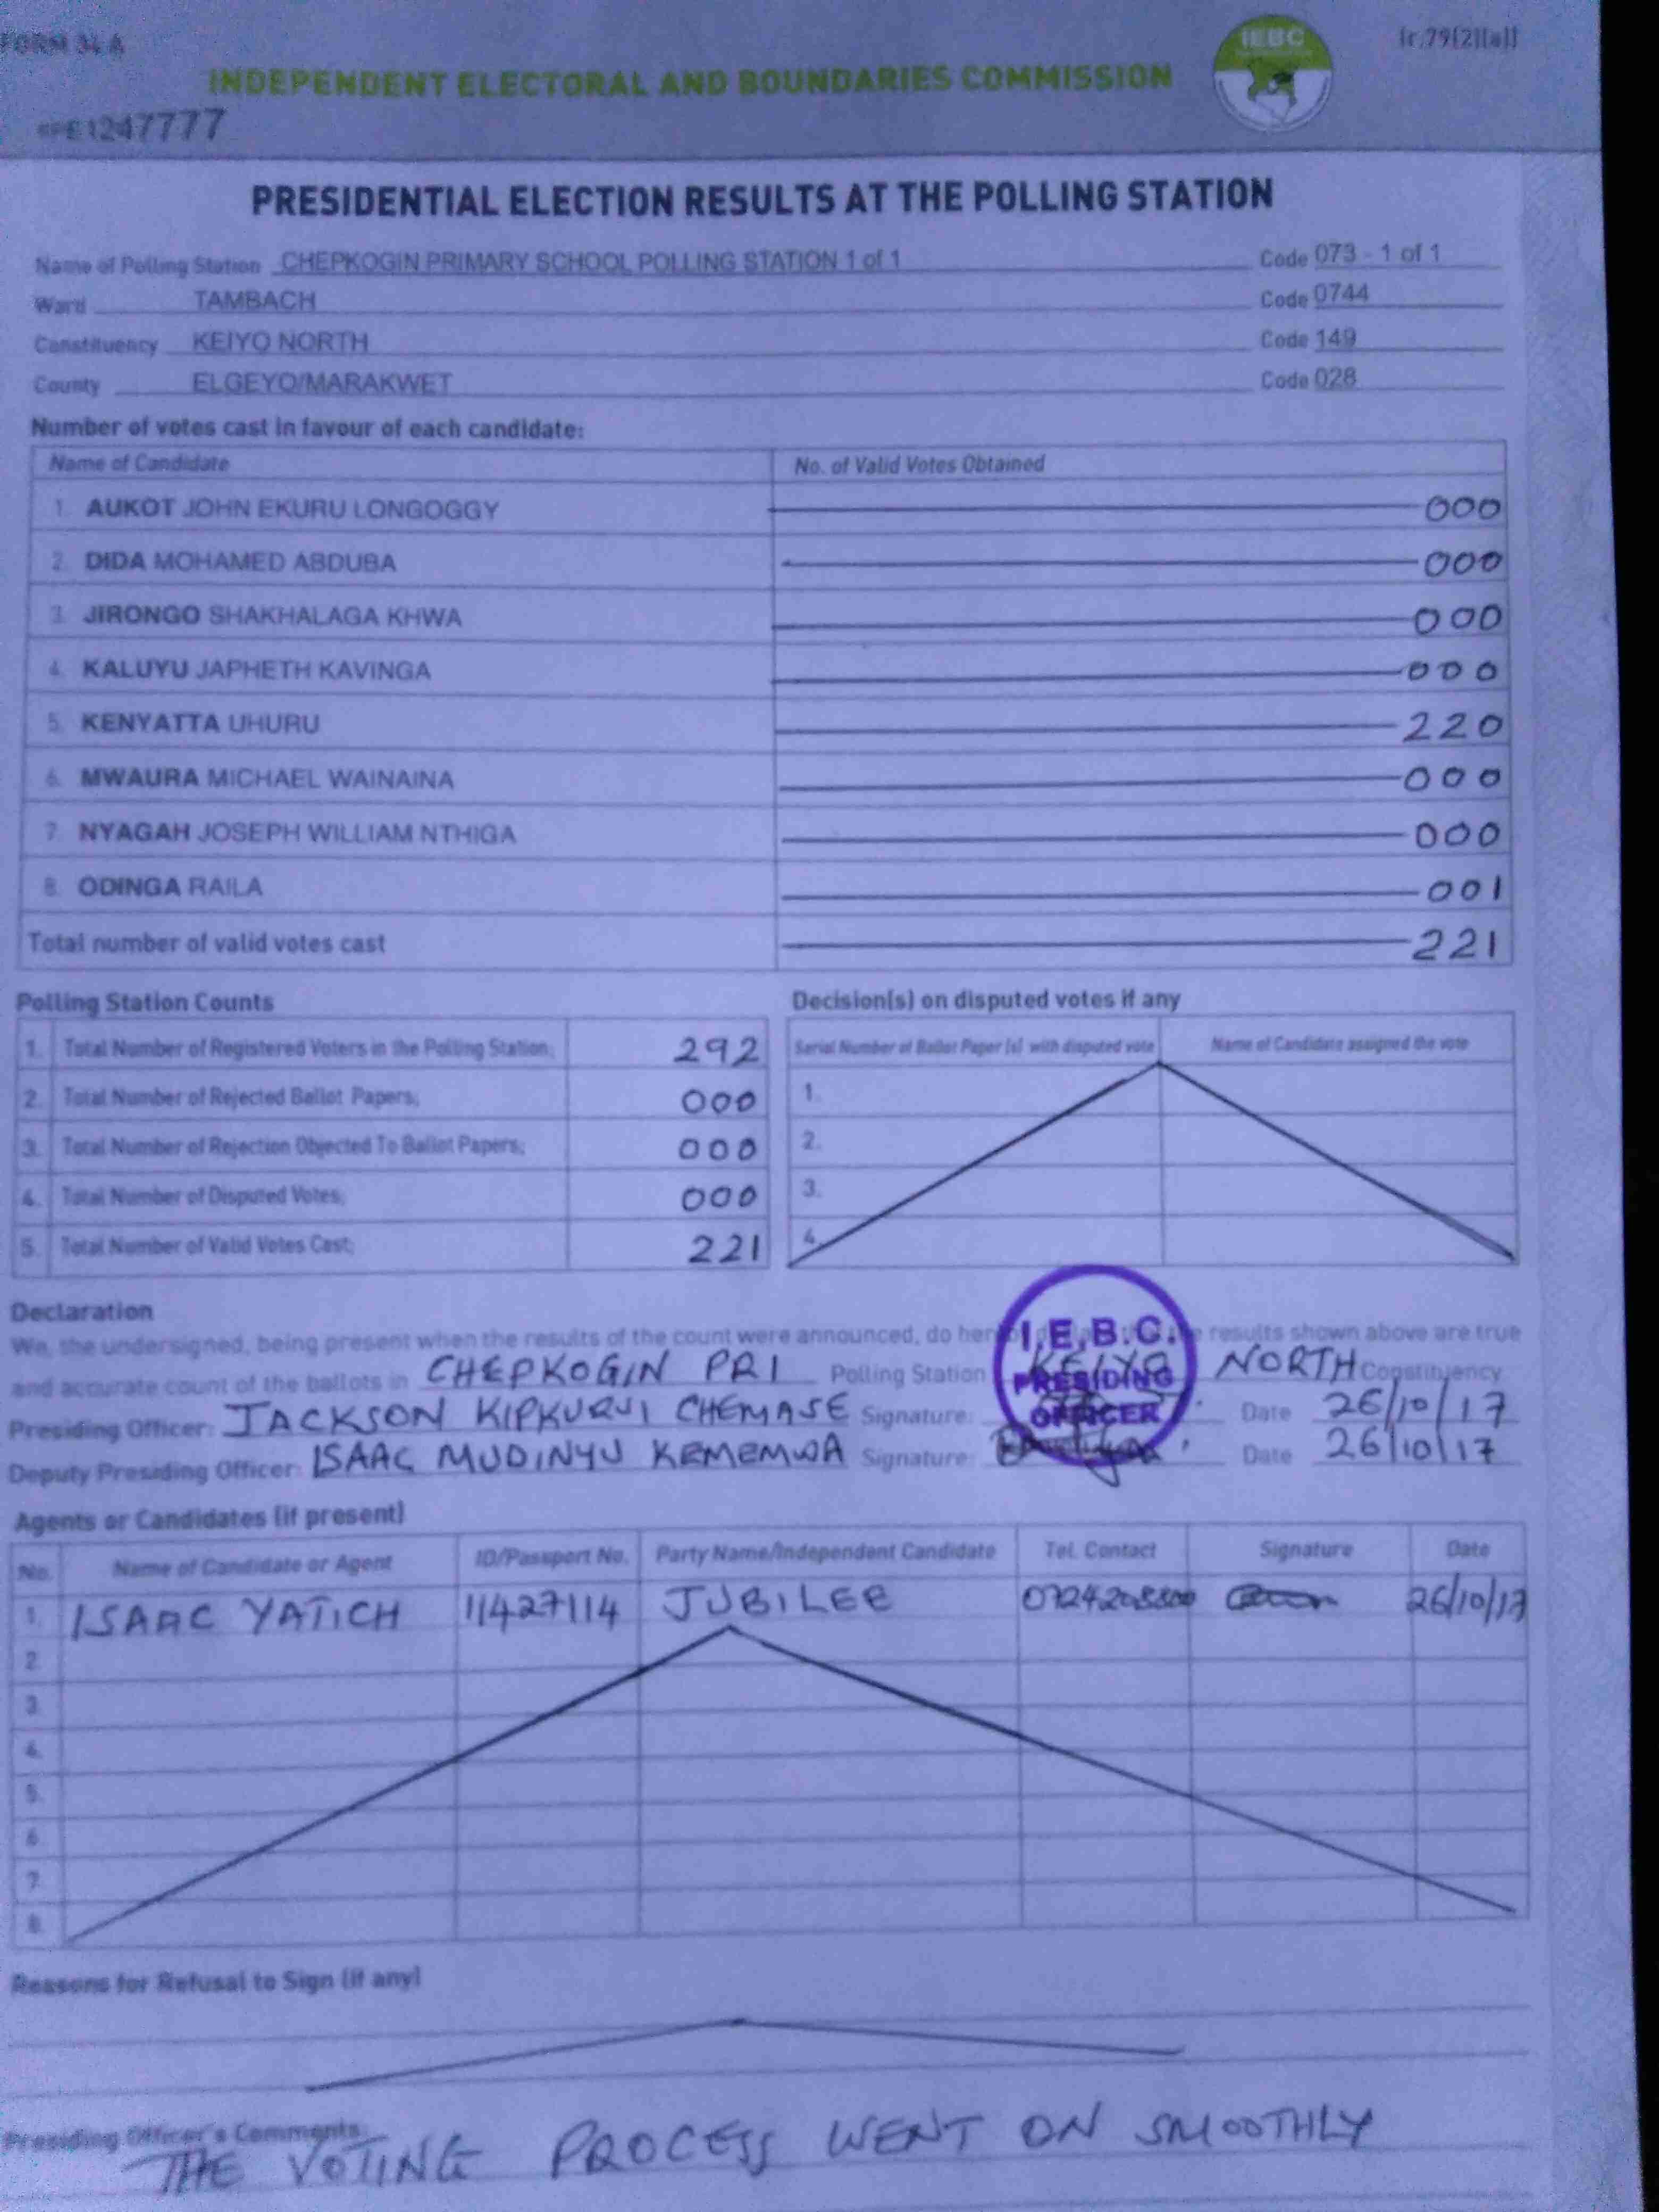 FORM 34 A
(r.79(2)(a))
IEBC
INDEPENDENT ELECTORAL AND BOUNDARIES COMMISSION
1247777
PRESIDENTIAL ELECTION RESULTS AT THE POLLING STATION
Name of Polling Station CHEPKOGIN PRIMARY SCHOOL POLLING STATION 1 of 1 Code 073 - 1 of 1
Ward TAMBACH Code 0744
Constituency KEIYO NORTH Code 149
County ELGEYO/MARAKWET Code 028
Number of votes cast in favour of each candidate:
Name of Candidate No. of Valid Votes Obtained
1. AUKOT JOHN EKURU LONGOGGY 000
2. DIDA MOHAMED ABDUBA 000
3. JIRONGO SHAKHALAGA KHWA 000
4. KALUYU JAPHETH KAVINGA 000
5. KENYATTA UHURU 220
6. MWAURA MICHAEL WAINAINA 000
7. NYAGAH JOSEPH WILLIAM NTHIGA 000
8. ODINGA RAILA 001
Total number of valid votes cast 221
Polling Station Counts
1. Total Number of Registered Voters in the Polling Station; 292
2. Total Number of Rejected Ballot Papers; 000
3. Total Number of Rejection Objected To Ballot Papers; 000
4. Total Number of Disputed Votes; 000
5. Total Number of Valid Votes Cast; 221
Decision(s) on disputed votes if any
Serial Number of Ballot Paper (s) with disputed vote Name of Candidate assigned the vote
1.
2.
3.
4.
Declaration
We, the undersigned, being present when the results of the count were announced, do results shown above are true
and accurate count of the ballots in CHEPKOGIN PRI Polling Station KEIYO NORTH Constituency
Presiding Officer: JACKSON KIPKURUI CHEMASE Signature: Date 26/10/17
Deputy Presiding Officer: ISAAC MUDINYU KEMEMWA Signature: Date 26/10/17
I.E.B.C.
PRESIDING
OFFICER
Agents or Candidates (if present)
No. Name of Candidate or Agent ID/Passport No. Party Name/Independent Candidate Tel. Contact Signature Date
1. ISAAC YATICH 11427114 JUBILEE 26/10/17
2.
3.
4.
5.
6.
7.
8.
Reasons for Refusal to Sign (if any)
Presiding Officer's Comments
THE VOTING PROCESS WENT ON SMOOTHLY